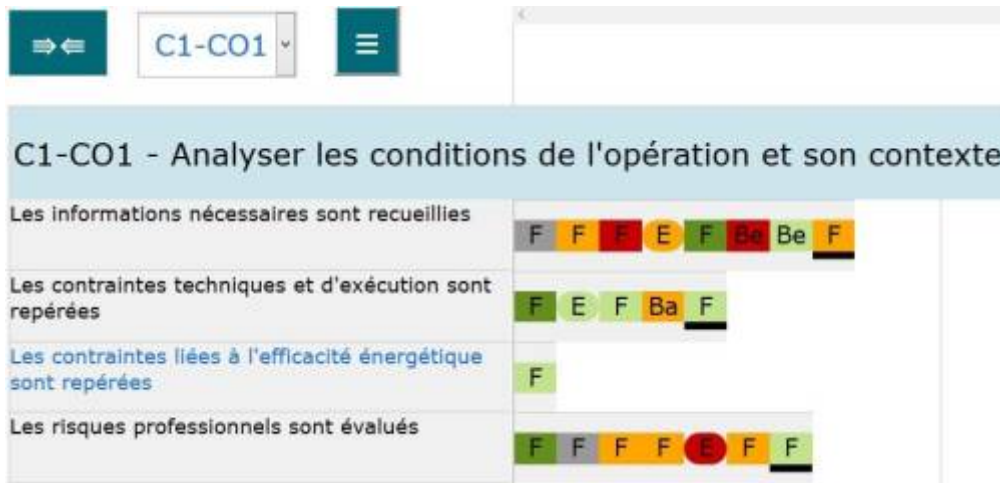 C1-CO1
C1-CO1 - Analyser les conditions de l'opération et son contexte
Les informations nécessaires sont recueillies
F F F E F Be Be F
Les contraintes techniques et d'exécution sont
repérées
F E F Ba F
Les contraintes liées à l'efficacité énergétique
sont repérées
F
Les risques professionnels sont évalués
F F F F E F F